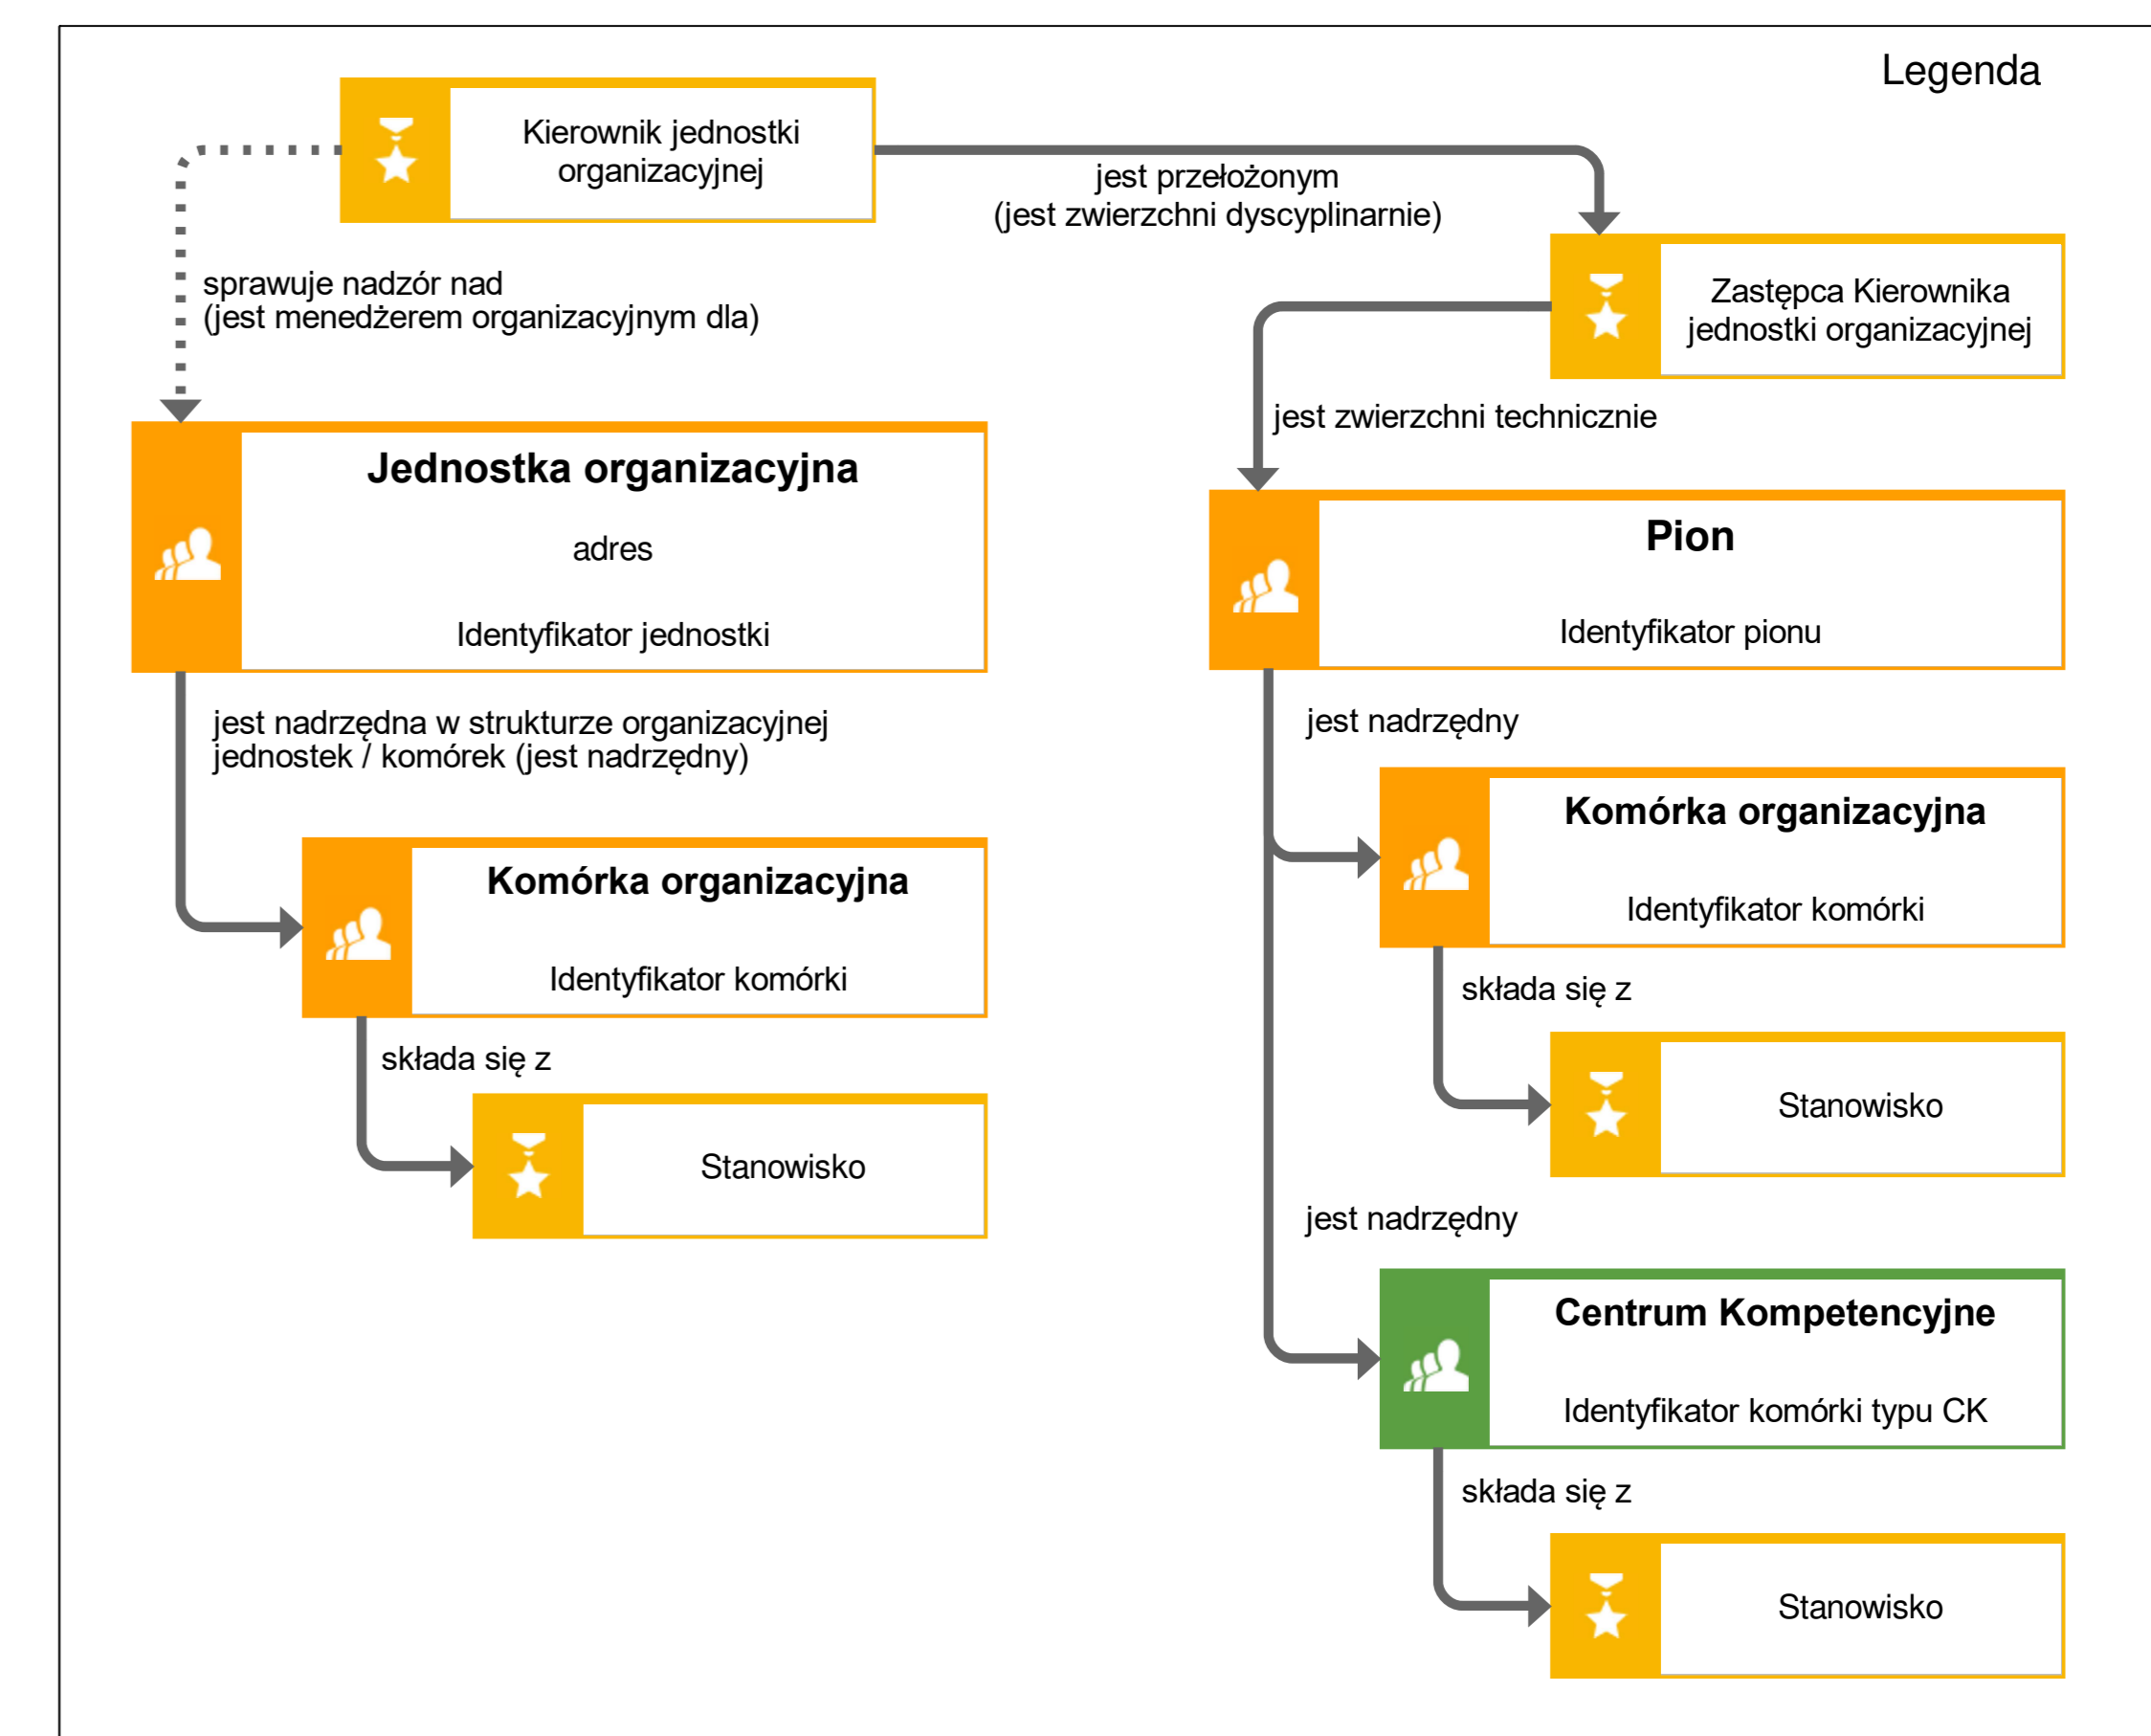 Legenda
Kierownik jednostki
organizacyjnej
jest przełożonym
(jest zwierzchni dyscyplinarnie)
sprawuje nadzór nad
(jest menedżerem organizacyjnym dla)
Zastępca Kierownika
jednostki organizacyjnej
jest zwierzchni technicznie
Jednostka organizacyjna
adres
Identyfikator jednostki
Pion
Identyfikator pionu
jest nadrzędna w strukturze organizacyjnej
jednostek / komórek (jest nadrzędny)
jest nadrzędny
Komórka organizacyjna
Identyfikator komórki
Komórka organizacyjna
Identyfikator komórki
składa się z
Stanowisko
składa się z
Stanowisko
jest nadrzędny
Centrum Kompetencyjne
Identyfikator komórki typu CK
składa się z
Stanowisko